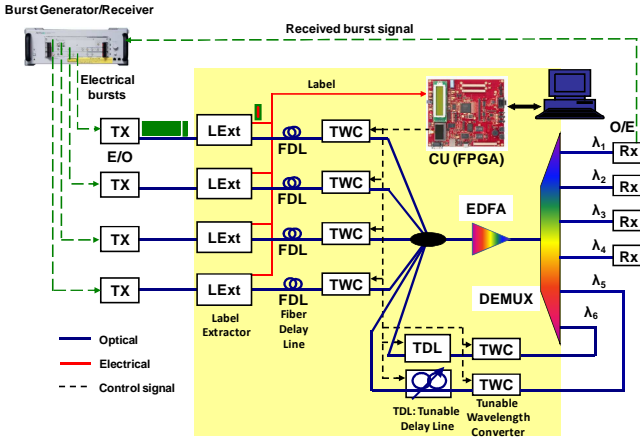 Burst Generator/Receiver
Received burst signal
Electrical
bursts
Label
TX
LExt
FDL
TWC
E/O
CU (FPGA)
O/E
λ1
Rx
TX
LExt
FDL
TWC
λ2
Rx
EDFA
TX
LExt
FDL
TWC
λ3
Rx
TX
LExt
FDL
TWC
λ4
Rx
DEMUX
λ5
λ6
Label
Extractor
Fiber
Delay
Line
Optical
Electrical
Control signal
TDL
TWC
TWC
TDL: Tunable
Delay Line
Tunable
Wavelength
Converter